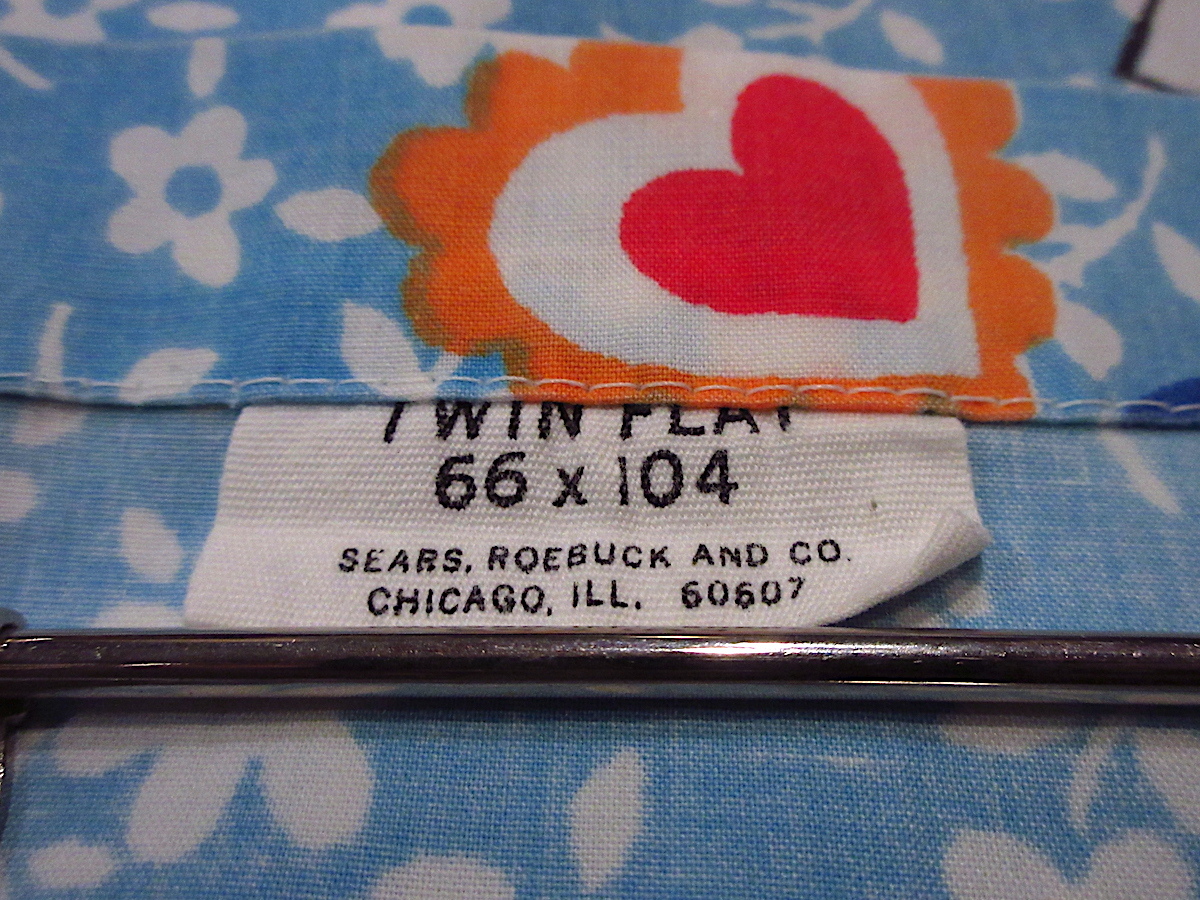 TWIN FLAT
66 x 104
SEARS, ROEBUCK AND CO.
CHICAGO, ILL. 60607